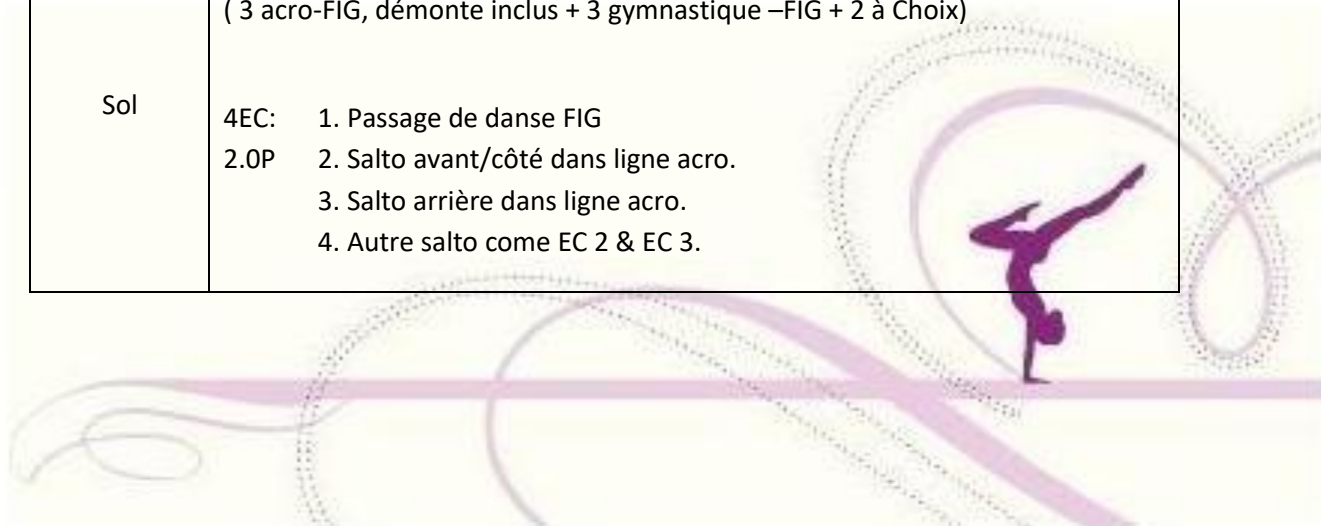 ( 3 acro-FIG, démonte inclus + 3 gymnastique –FIG + 2 à Choix)
Sol
4EC: 1. Passage de danse FIG
2.0P 2. Salto avant/côté dans ligne acro.
3. Salto arrière dans ligne acro.
4. Autre salto come EC 2 & EC 3.